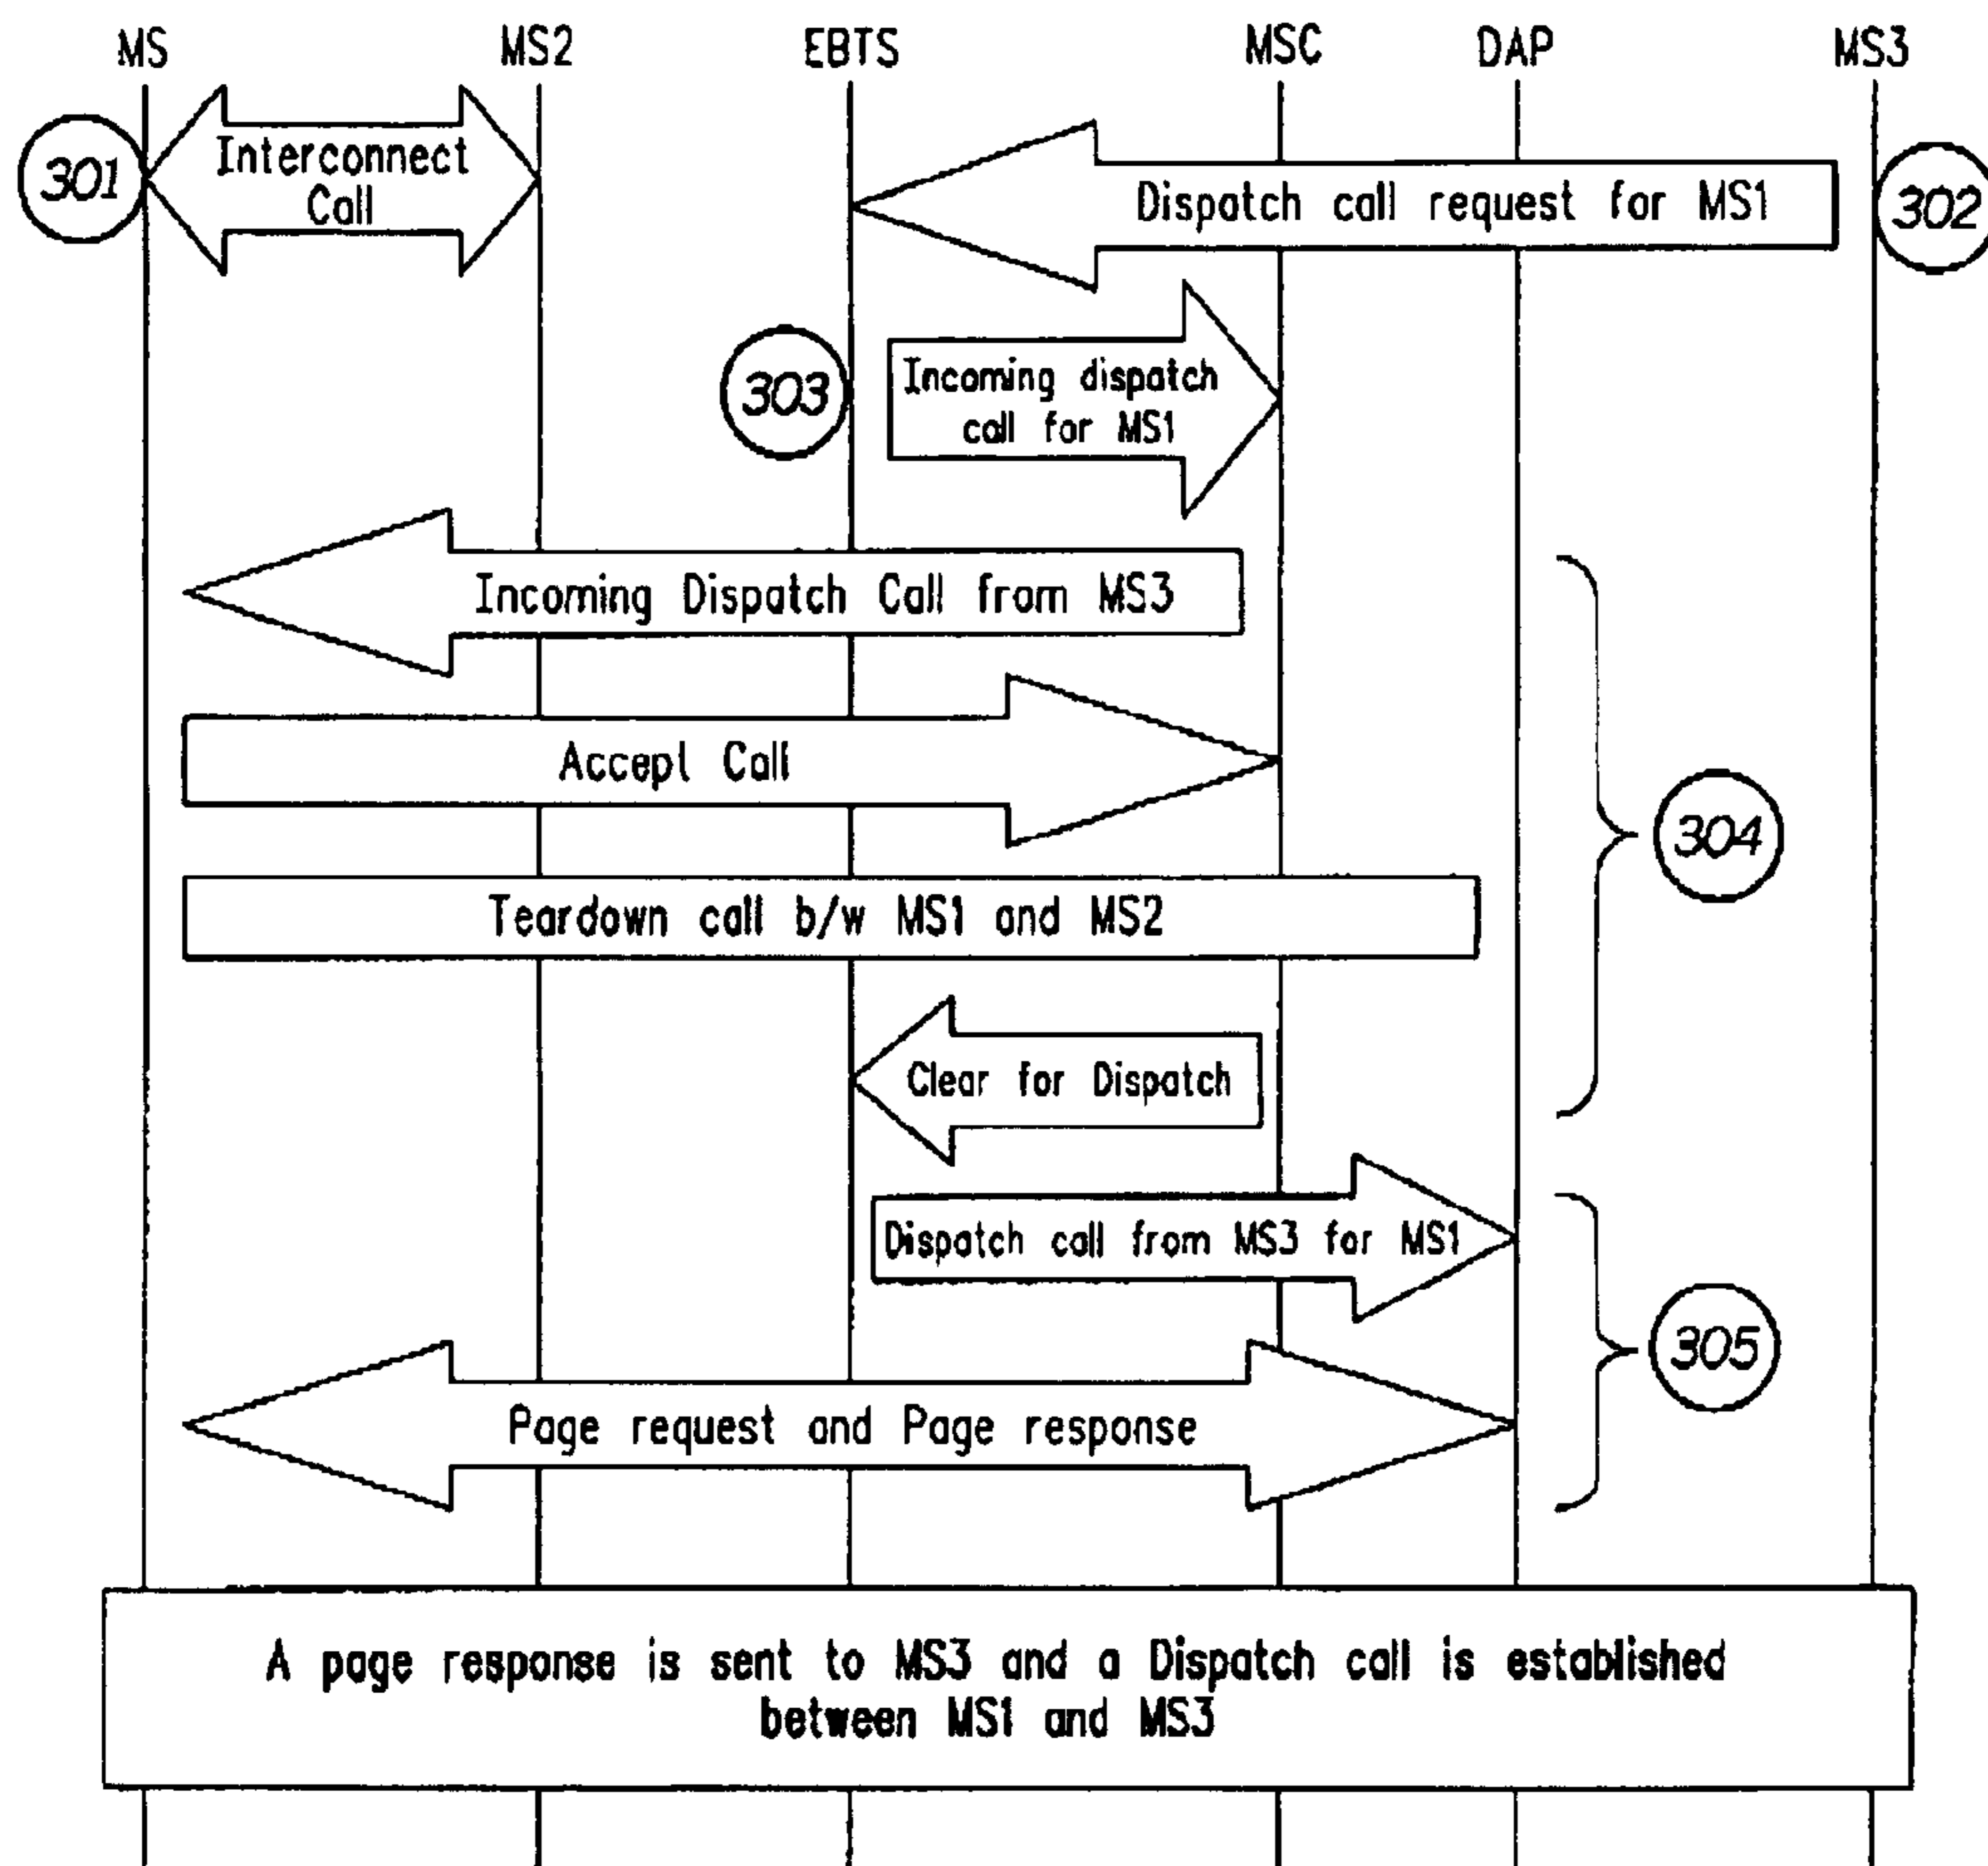 MS MS2 EBTS MSC DAP MS3
301
Interconnect
Call
Dispatch call request for MS1
302
303
Incoming dispatch
call for MS1
Incoming Dispatch Call from MS3
Accept Call
304
Teardown call b/w MS1 and MS2
Clear for Dispatch
Dispatch call from MS3 for MS1
305
Page request and Page response
A page response is sent to MS3 and a Dispatch call is established
between MS1 and MS3